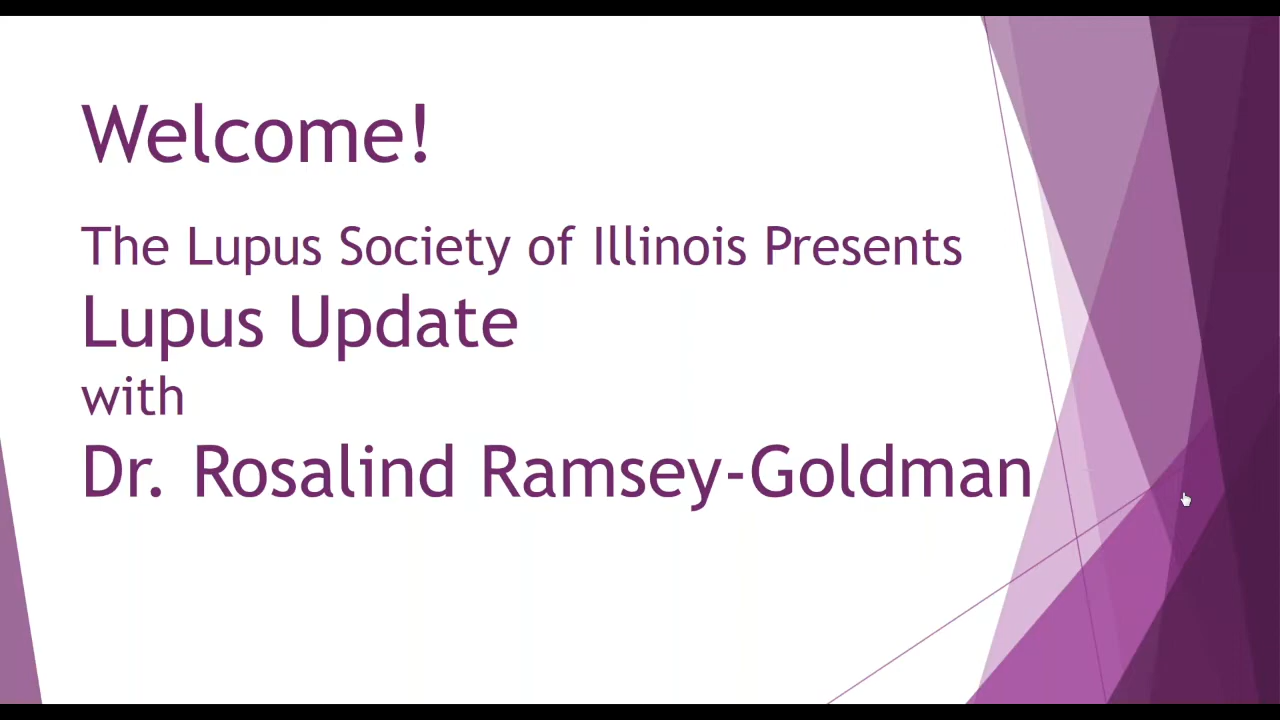 Welcome!
The Lupus Society of Illinois Presents
Lupus Update
with
Dr. Rosalind Ramsey-Goldman